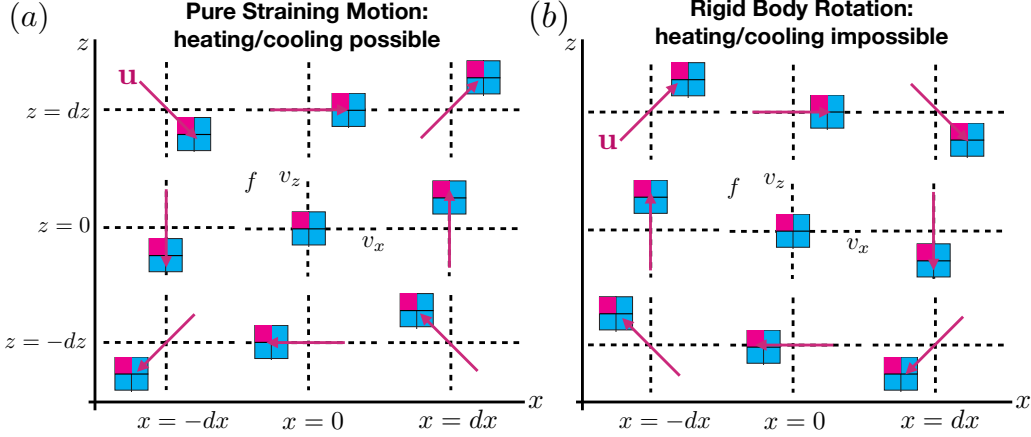 (a)
Pure Straining Motion:
heating/cooling possible
z
u
z = dz
f
v_z
z = 0
v_x
z = −dz
x
x = −dx
x = 0
x = dx
(b)
Rigid Body Rotation:
heating/cooling impossible
z
u
f
v_z
v_x
x
x = −dx
x = 0
x = dx